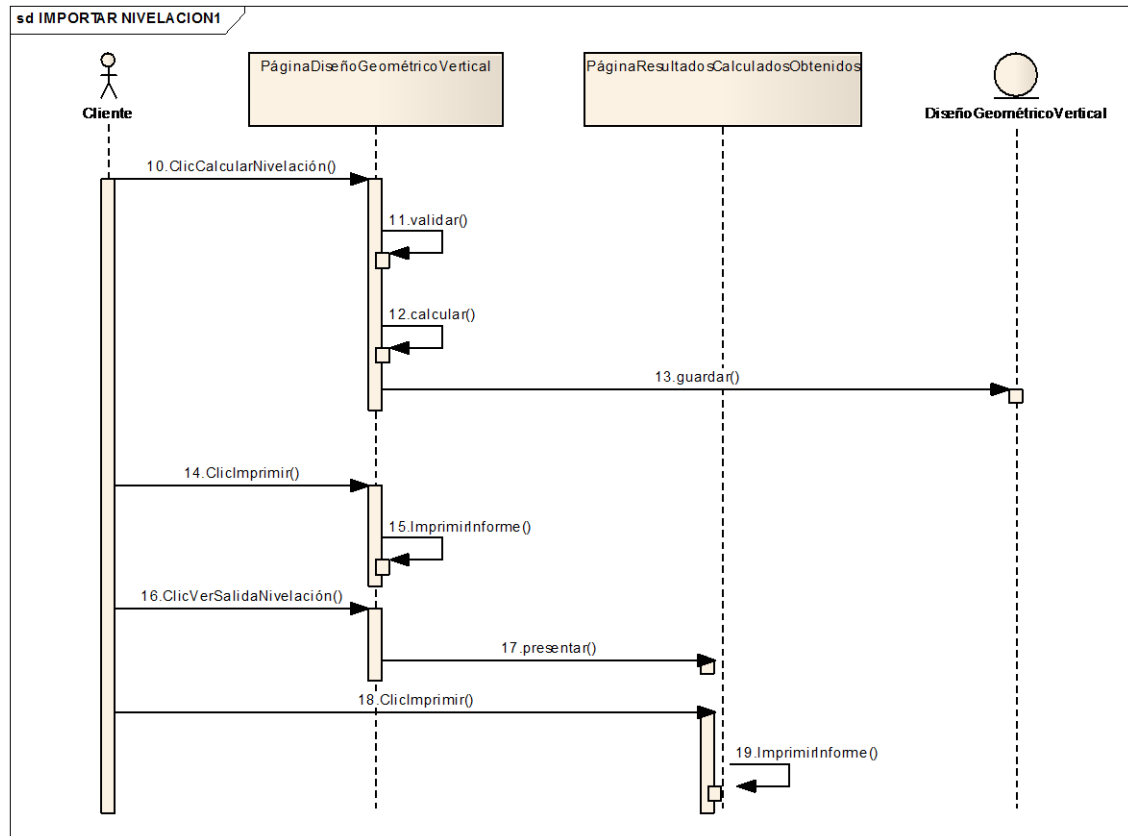 sd IMPORTAR NIVELACION1
PáginaDiseñoGeométricoVertical
PáginaResultadosCalculadosObtenidos
Cliente
DiseñoGeométricoVertical
10.ClicCalcularNivelación()
11.validar()
12.calcular()
13.guardar()
14.ClicImprimir()
15.ImprimirInforme()
16.ClicVerSalidaNivelación()
17.presentar()
18.ClicImprimir()
19.ImprimirInforme()